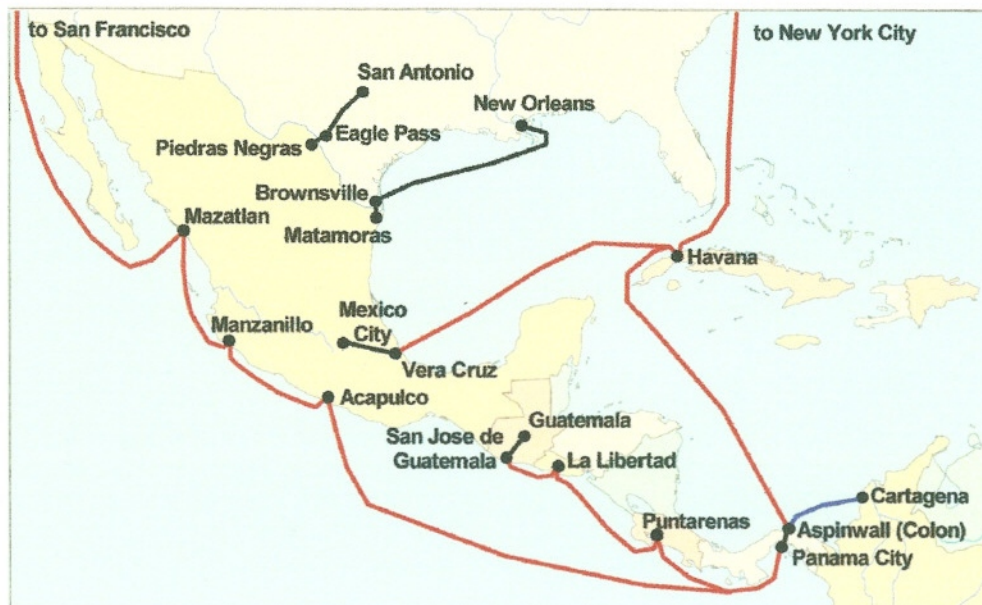 to San Francisco
to New York City
San Antonio
New Orleans
Eagle Pass
Piedras Negras
Brownsville
Mazatlan
Matamoras
Havana
Mexico
City
Manzanillo
Vera Cruz
Acapulco
Guatemala
San Jose de
Guatemala
La Libertad
Cartagena
Puntarenas
Aspinwall (Colon)
Panama City